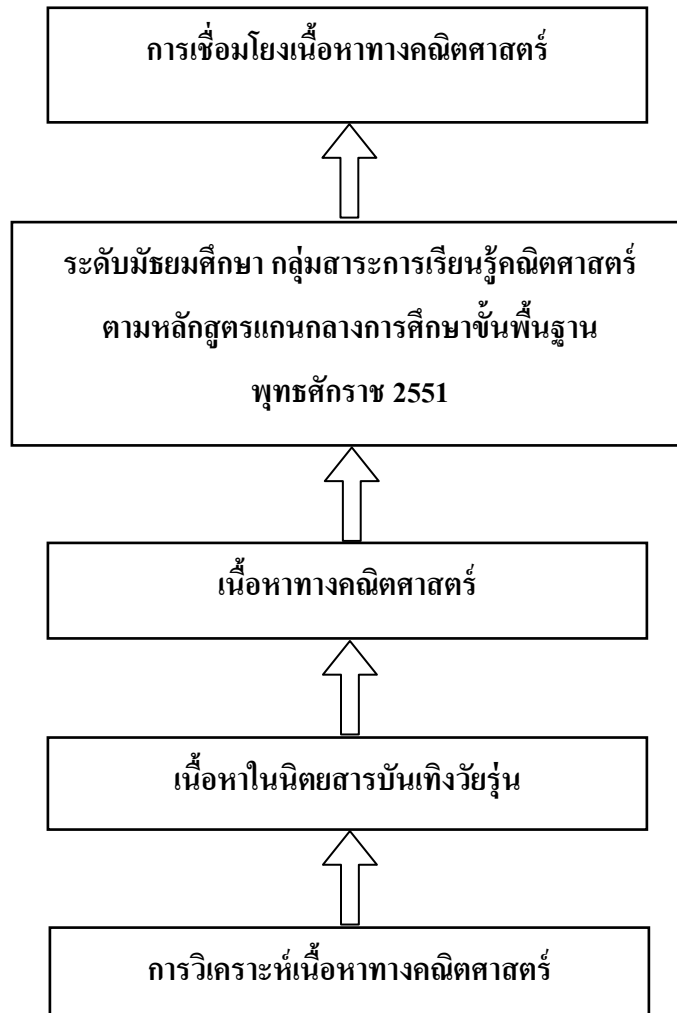 การเชื่อมโยงเนื้อหาทางคณิตศาสตร์
ระดับมัธยมศึกษา กลุ่มสาระการเรียนรู้คณิตศาสตร์
ตามหลักสูตรแกนกลางการศึกษาขั้นพื้นฐาน
พุทธศักราช 2551
เนื้อหาทางคณิตศาสตร์
เนื้อหาในนิตยสารบันเทิงวัยรุ่น
การวิเคราะห์เนื้อหาทางคณิตศาสตร์